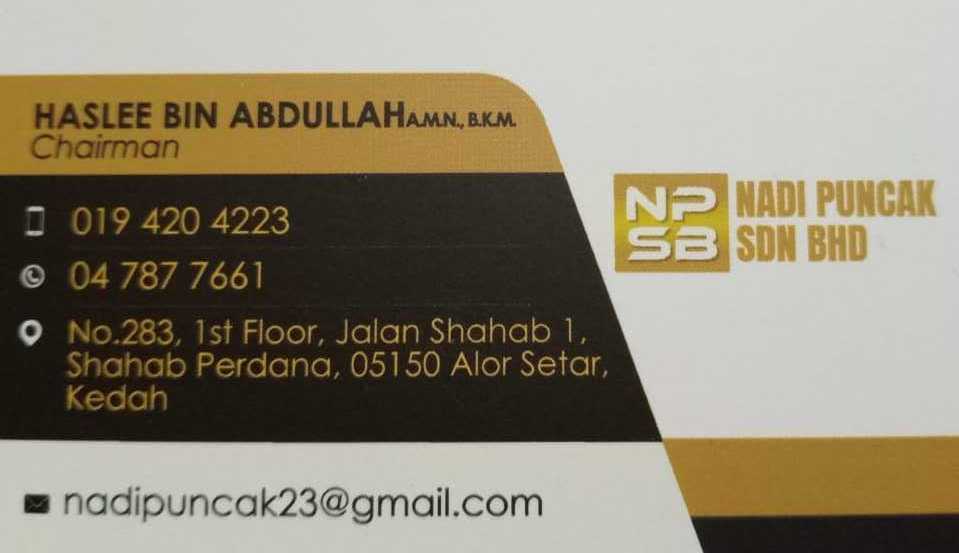 HASLEE BIN ABDULLAH A.M.N., B.K.M.
Chairman
019 420 4223
04 787 7661
No.283, 1st Floor, Jalan Shahab 1,
Shahab Perdana, 05150 Alor Setar,
Kedah
nadipuncak23@gmail.com
NP
SB
NADI PUNCAK
SDN BHD